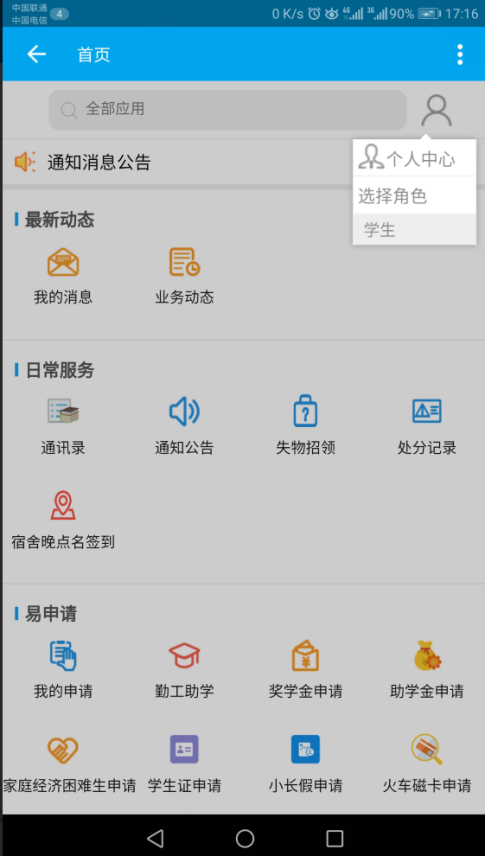 中国联通
中国电信
4
0 K/s 4G 3G 90% 17:16
首页
全部应用
通知消息公告
个人中心
选择角色
学生
最新动态
我的消息 业务动态
日常服务
通讯录 通知公告 失物招领 处分记录
宿舍晚点名签到
易申请
我的申请 勤工助学 奖学金申请 助学金申请
家庭经济困难生申请 学生证申请 小长假申请 火车磁卡申请